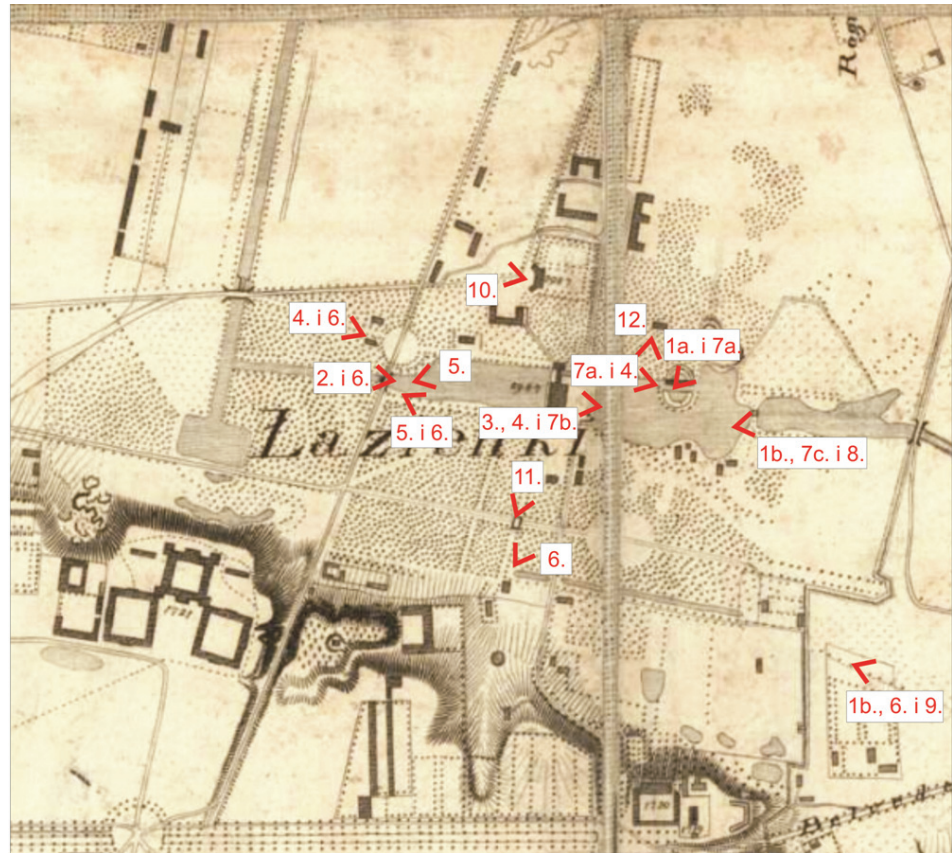 Róg
10.
4. i 6.
12.
1a. i 7a.
2. i 6.
5.
7a. i 4.
3., 4. i 7b.
5. i 6.
Łazienki
1b., 7c. i 8.
11.
6.
1b., 6. i 9.